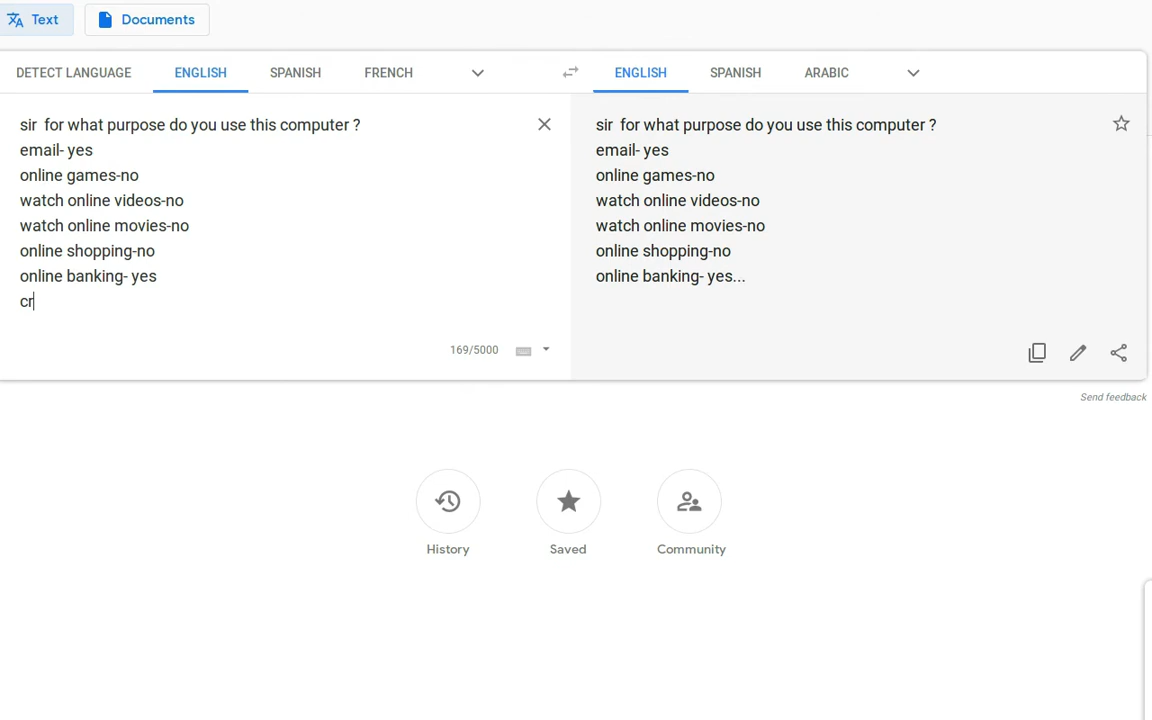 Text
Documents
DETECT LANGUAGE
ENGLISH
SPANISH
FRENCH
ENGLISH
SPANISH
ARABIC
sir  for what purpose do you use this computer ?
email- yes
online games-no
watch online videos-no
watch online movies-no
online shopping-no
online banking- yes
cr
169/5000
sir  for what purpose do you use this computer ?
email- yes
online games-no
watch online videos-no
watch online movies-no
online shopping-no
online banking- yes...
Send feedback
History
Saved
Community